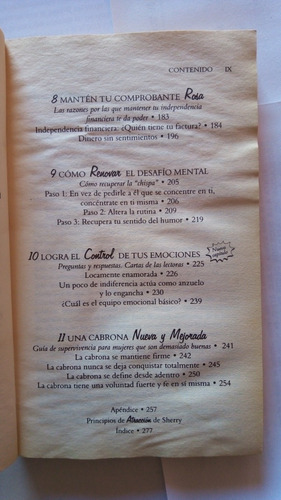 CONTENIDO IX
8 MANTÉN TU COMPROBANTE Rosa
Las razones por las que mantener tu independencia
financiera te da poder • 183
Independencia financiera: ¿Quién tiene tu factura? • 184
Dinero sin sentimientos • 196
9 CÓMO Renovar EL DESAFÍO MENTAL
Cómo recuperar la "chispa" • 205
Paso 1: En vez de pedirle a él que se concentre en ti,
concéntrate en ti misma • 206
Paso 2: Altera la rutina • 209
Paso 3: Recupera tu sentido del humor • 219
10 LOGRA EL Control DE TUS EMOCIONES
¡Nuevo capítulo!
Preguntas y respuestas. Cartas de las lectoras • 225
Locamente enamorada • 226
Un poco de indiferencia actúa como anzuelo
y lo engancha • 230
¿Cuál es el equipo emocional básico? • 239
11 UNA CABRONA Nueva y Mejorada
Guía de supervivencia para mujeres que son demasiado buenas • 241
La cabrona se mantiene firme • 242
La cabrona nunca se deja conquistar totalmente • 245
La cabrona se define desde adentro • 250
La cabrona tiene una voluntad fuerte y fe en sí misma • 254
Apéndice • 257
Principios de Atracción de Sherry
Índice • 277